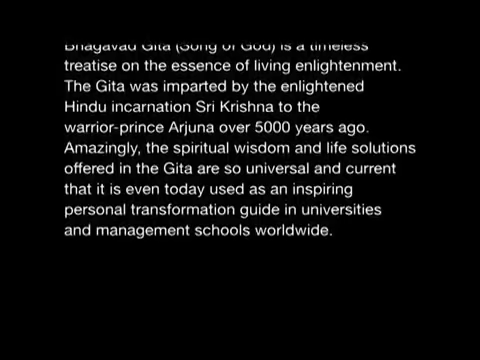 Bhagavad Gita (Song of God) is a timeless
treatise on the essence of living enlightenment.
The Gita was imparted by the enlightened
Hindu incarnation Sri Krishna to the
warrior-prince Arjuna over 5000 years ago.
Amazingly, the spiritual wisdom and life solutions
offered in the Gita are so universal and current
that it is even today used as an inspiring
personal transformation guide in universities
and management schools worldwide.